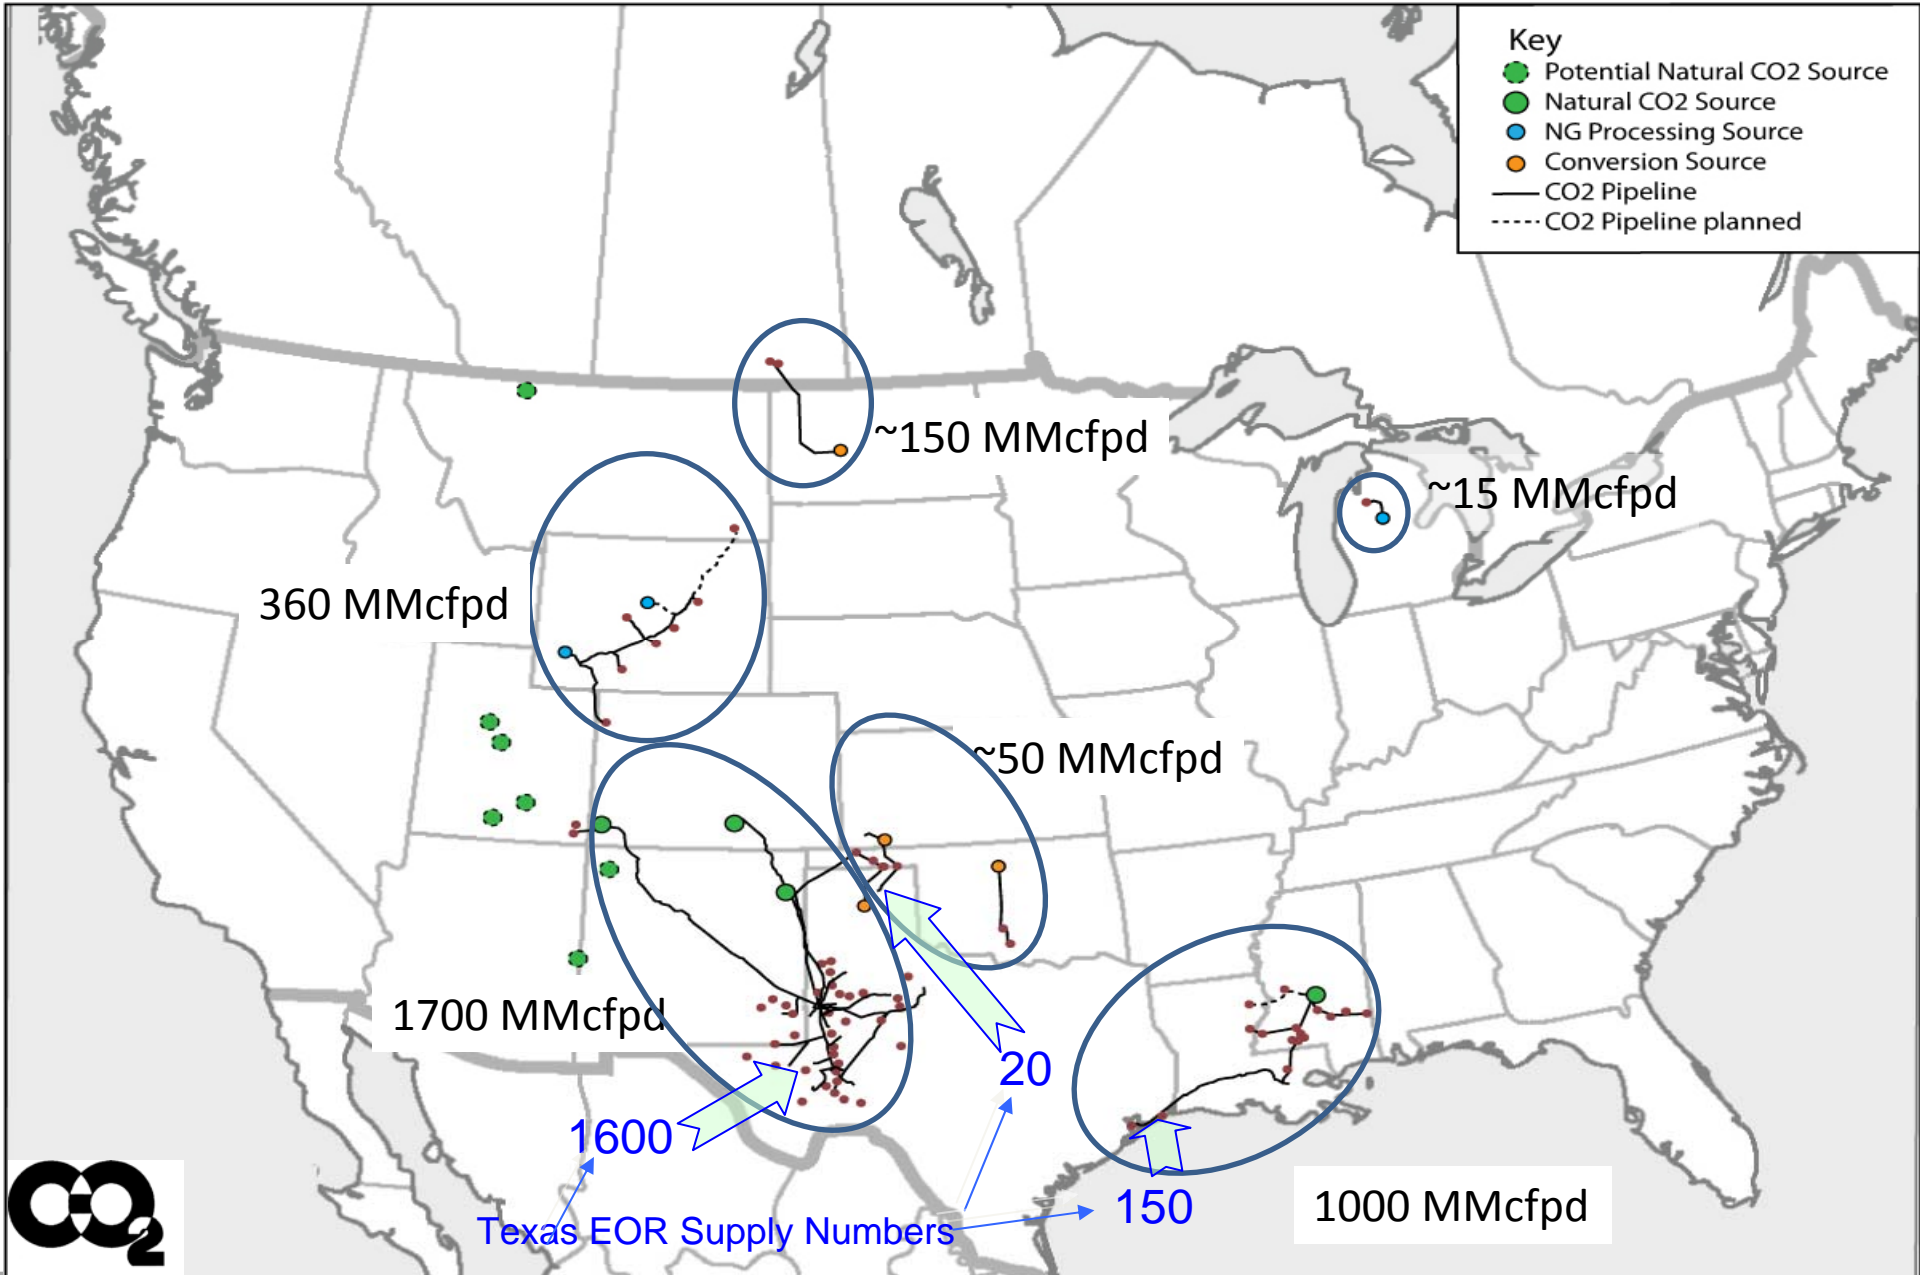 Key
Potential Natural CO2 Source
Natural CO2 Source
NG Processing Source
Conversion Source
CO2 Pipeline
CO2 Pipeline planned
~150 MMcfpd
~15 MMcfpd
360 MMcfpd
~50 MMcfpd
1700 MMcfpd
20
1600
150
1000 MMcfpd
Texas EOR Supply Numbers
CO2